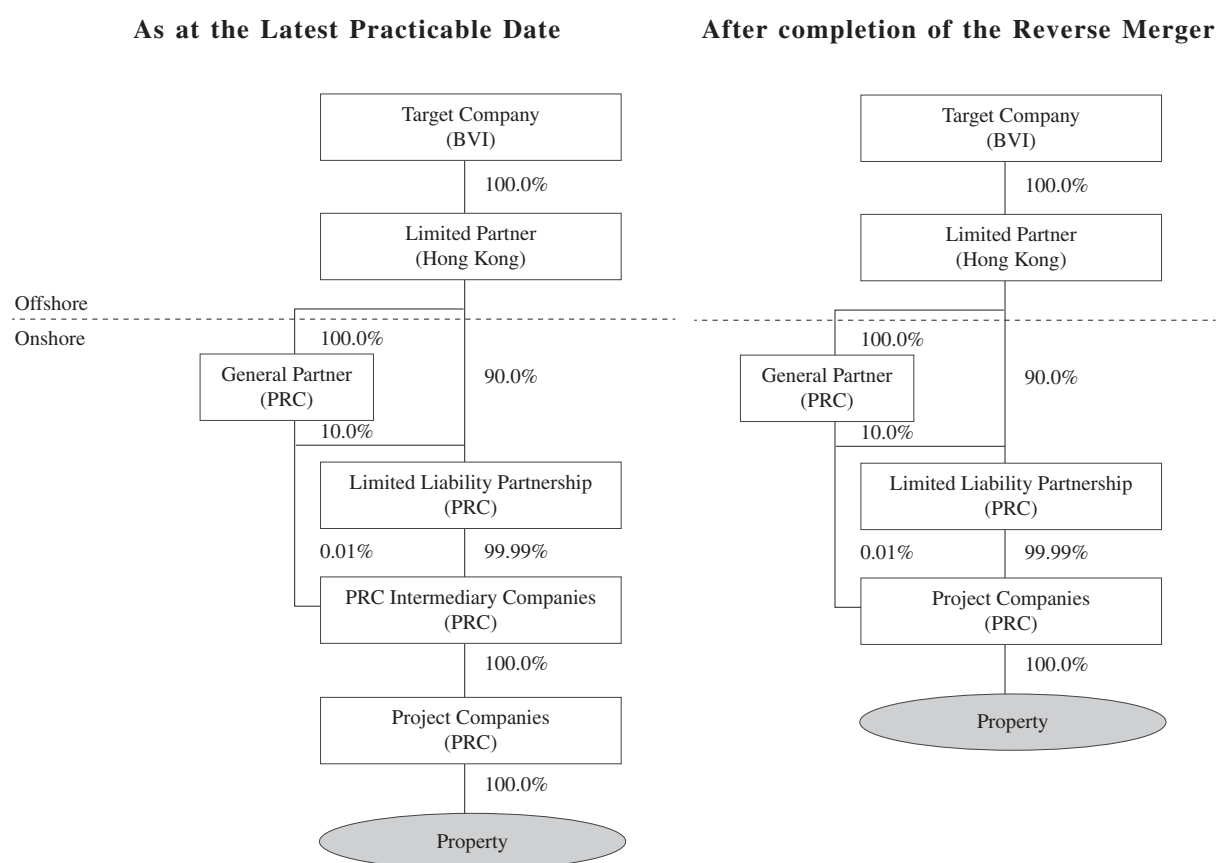 As at the Latest Practicable Date
Target Company
(BVI)
100.0%
Limited Partner
(Hong Kong)
Offshore
Onshore
100.0%
General Partner
(PRC)
90.0%
10.0%
Limited Liability Partnership
(PRC)
0.01%
99.99%
PRC Intermediary Companies
(PRC)
100.0%
Project Companies
(PRC)
100.0%
Property
After completion of the Reverse Merger
Target Company
(BVI)
100.0%
Limited Partner
(Hong Kong)
100.0%
General Partner
(PRC)
90.0%
10.0%
Limited Liability Partnership
(PRC)
0.01%
99.99%
Project Companies
(PRC)
100.0%
Property